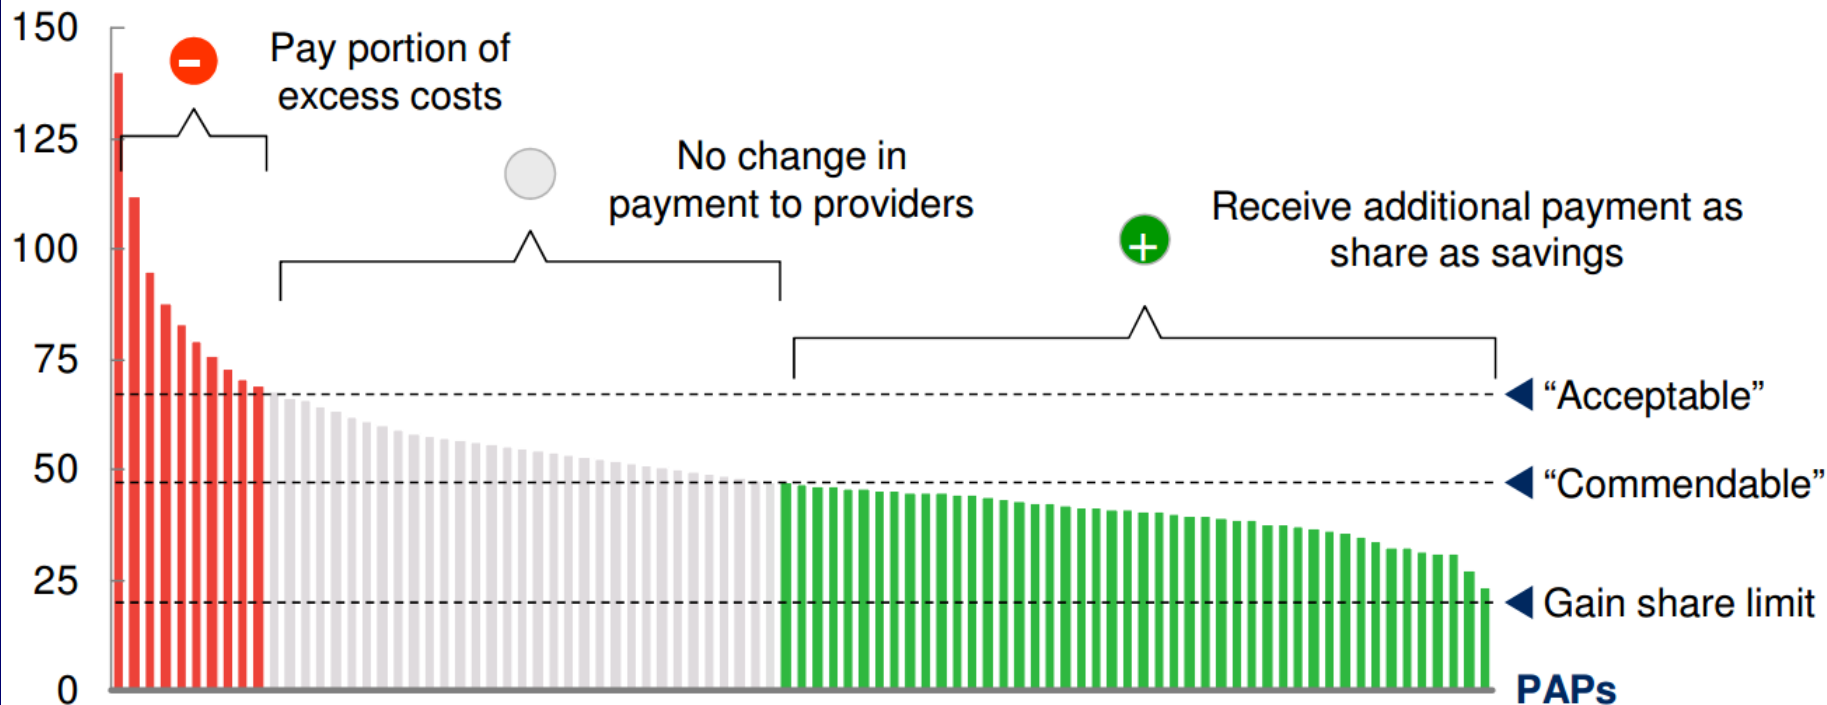 150
125
100
75
50
25
0
-
Pay portion of
excess costs
No change in
payment to providers
+
Receive additional payment as
share as savings
“Acceptable”
“Commendable”
Gain share limit
PAPs